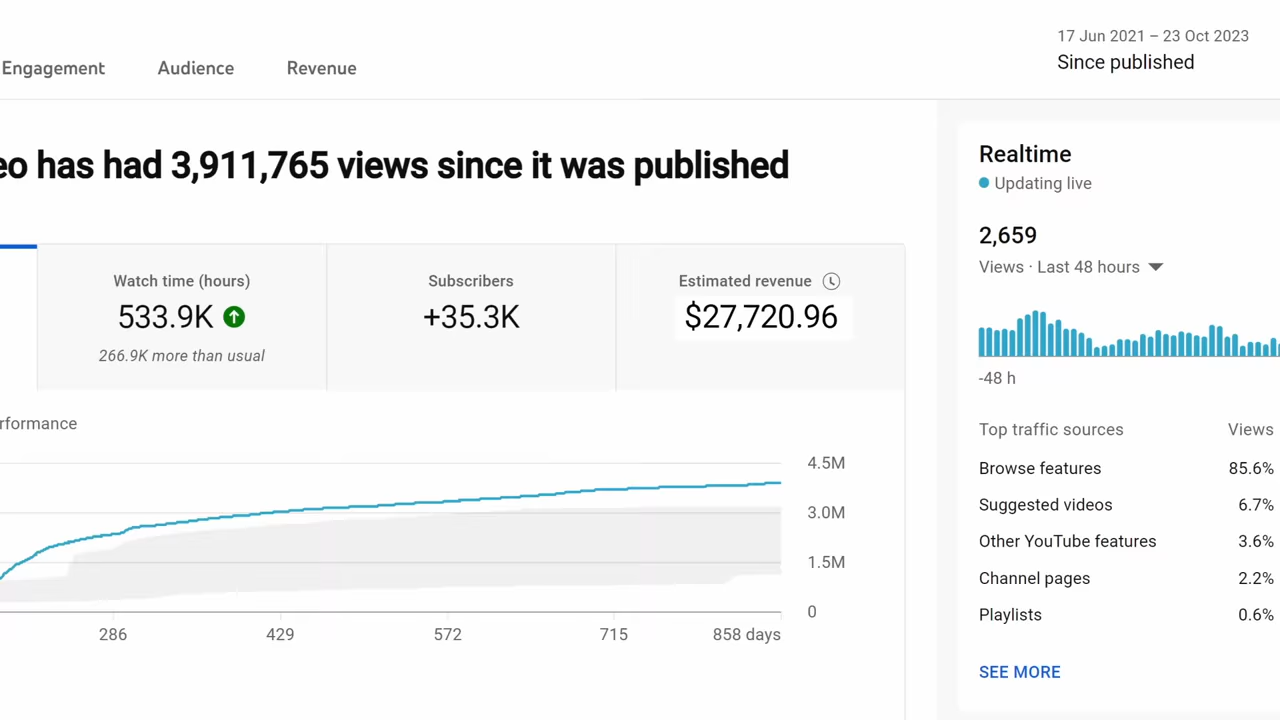 Engagement Audience Revenue
17 Jun 2021 – 23 Oct 2023
Since published
eo has had 3,911,765 views since it was published
Watch time (hours)
533.9K
266.9K more than usual
Subscribers
+35.3K
Estimated revenue
$27,720.96
rformance
4.5M
3.0M
1.5M
0
286 429 572 715 858 days
Realtime
Updating live
2,659
Views · Last 48 hours
-48 h
Top traffic sources Views
Browse features 85.6%
Suggested videos 6.7%
Other YouTube features 3.6%
Channel pages 2.2%
Playlists 0.6%
SEE MORE